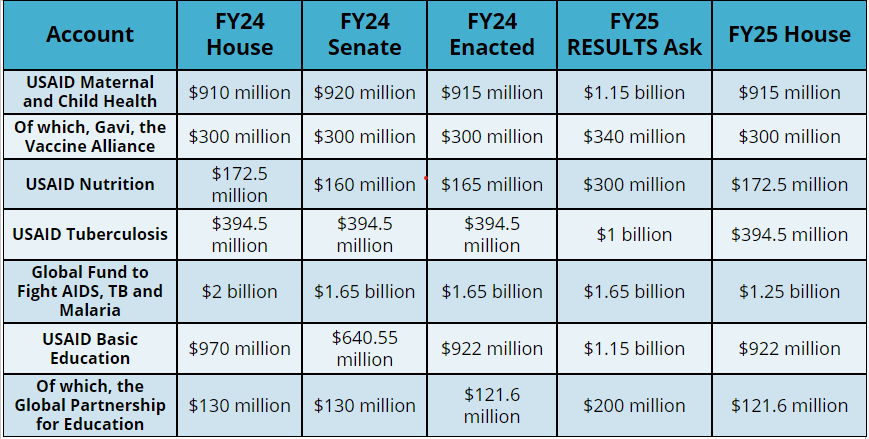 Account
FY24
House
FY24
Senate
FY24
Enacted
FY25
RESULTS Ask
FY25 House
USAID Maternal
and Child Health
$910 million
$920 million
$915 million
$1.15 billion
$915 million
Of which, Gavi, the
Vaccine Alliance
$300 million
$300 million
$300 million
$340 million
$300 million
USAID Nutrition
$172.5
million
$160 million
$165 million
$300 million
$172.5 million
USAID Tuberculosis
$394.5
million
$394.5
million
$394.5
million
$1 billion
$394.5 million
Global Fund to
Fight AIDS, TB and
Malaria
$2 billion
$1.65 billion
$1.65 billion
$1.65 billion
$1.25 billion
USAID Basic
Education
$970 million
$640.55
million
$922 million
$1.15 billion
$922 million
Of which, the
Global Partnership
for Education
$130 million
$130 million
$121.6
million
$200 million
$121.6 million